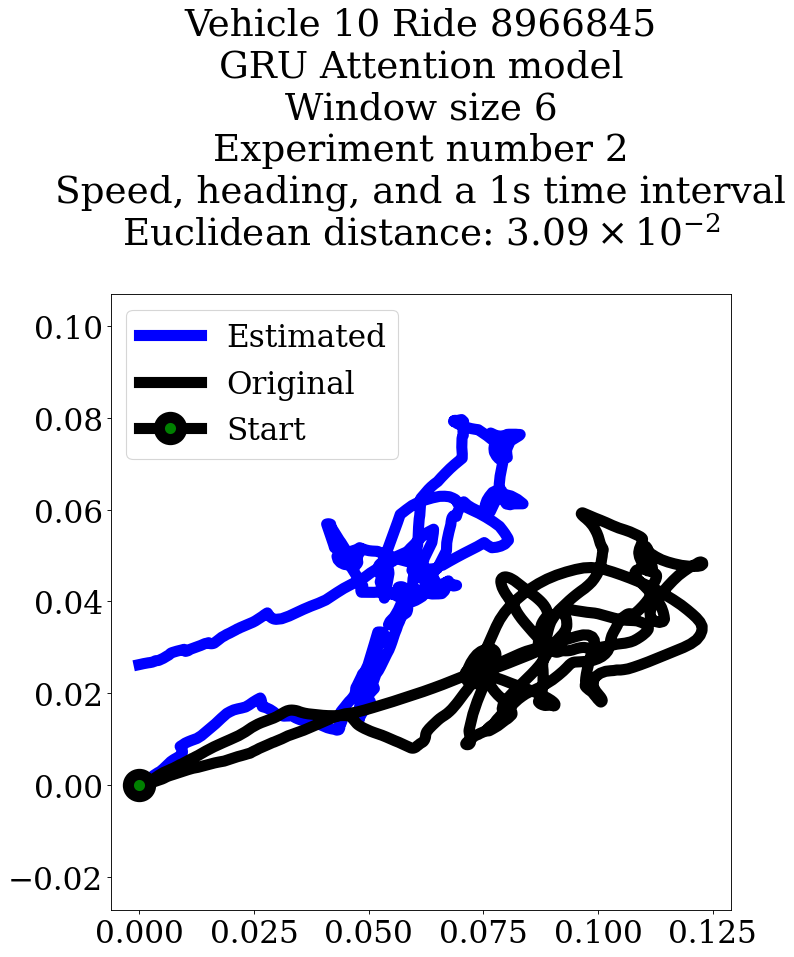 Vehicle 10 Ride 8966845
GRU Attention model
Window size 6
Experiment number 2
Speed, heading, and a 1s time interval
Euclidean distance: 3.09 × 10⁻²
Estimated
Original
Start
0.10
0.08
0.06
0.04
0.02
0.00
−0.02
0.000 0.025 0.050 0.075 0.100 0.125